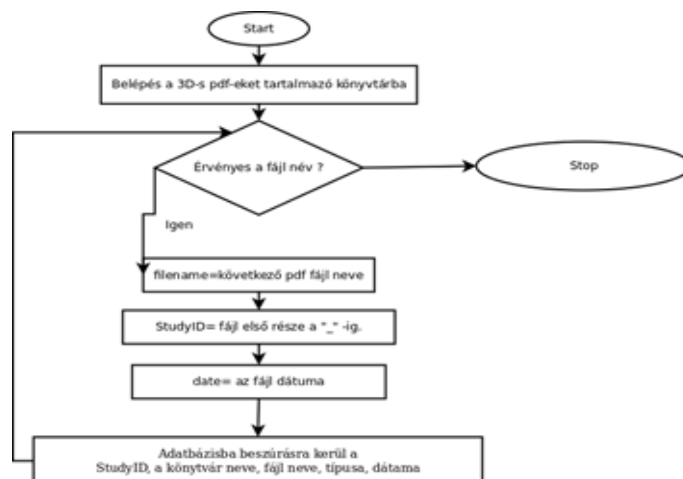 Start
Belépés a 3D-s pdf-eket tartalmazó könyvtárba
Érvényes a fájl név ?
Stop
Igen
filename=következő pdf fájl neve
StudyID= fájl első része a "_" -ig.
date= az fájl dátuma
Adatbázisba beszúrásra kerül a
StudyID, a könytvár neve, fájl neve, típusa, dátama